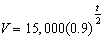 V = 15,000(0.9)^(t/2)